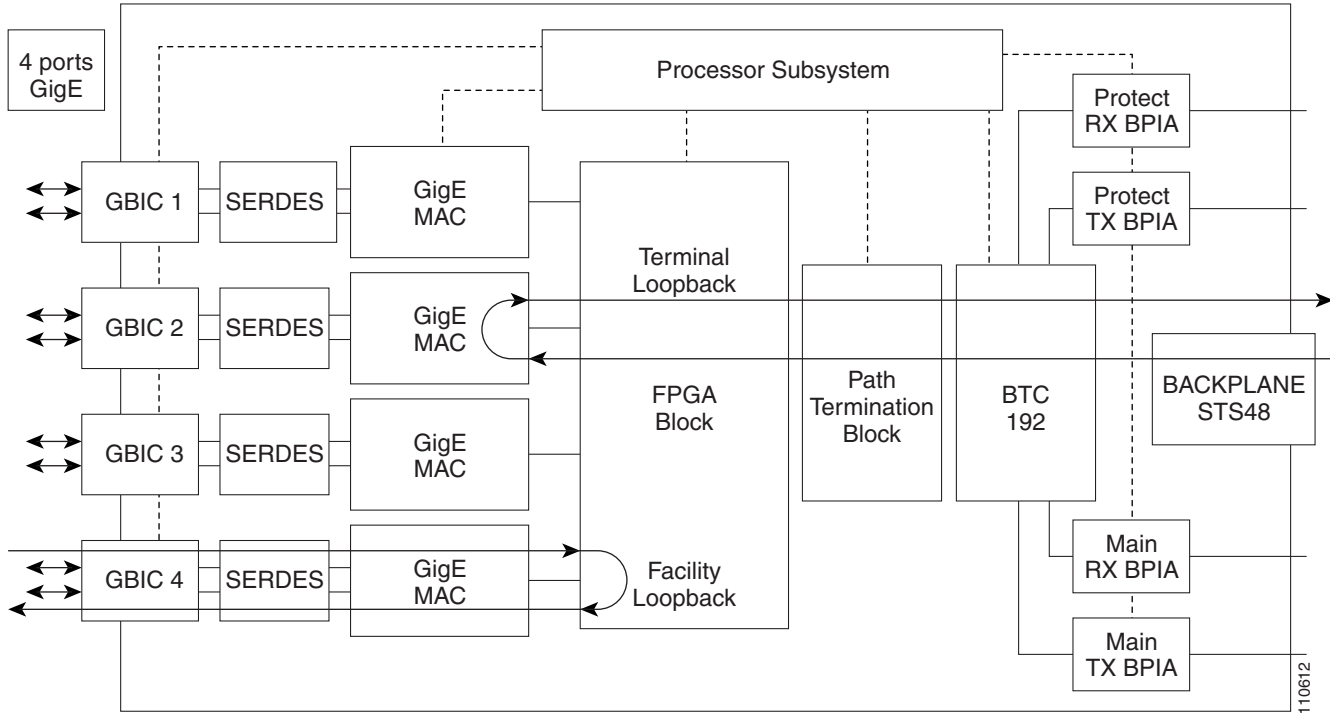 4 ports
GigE
Processor Subsystem
Protect
RX BPIA
Protect
TX BPIA
GBIC 1
SERDES
GigE
MAC
Terminal
Loopback
GBIC 2
SERDES
GigE
MAC
FPGA
Block
Path
Termination
Block
BTC
192
BACKPLANE
STS48
GBIC 3
SERDES
GigE
MAC
GBIC 4
SERDES
GigE
MAC
Facility
Loopback
Main
RX BPIA
Main
TX BPIA
110612